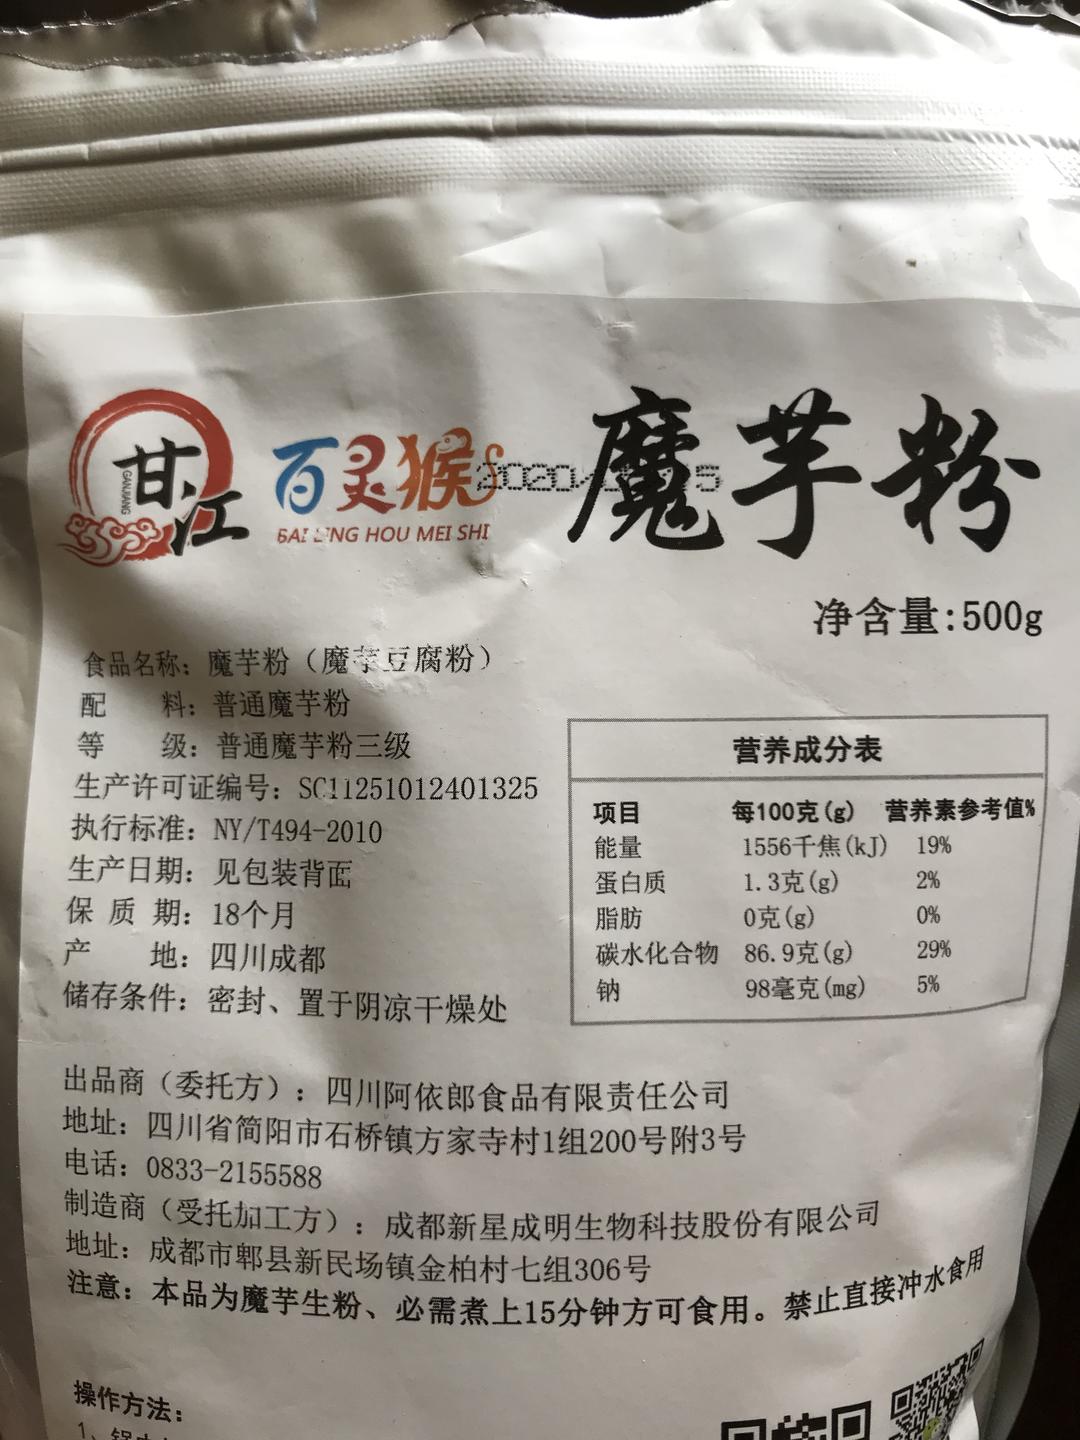 甘江
GANJIANG
百灵猴
BAI LING HOU MEI SHI
魔芋粉
净含量:500g
食品名称：魔芋粉（魔芋豆腐粉）
配 料：普通魔芋粉
等 级：普通魔芋粉三级
生产许可证编号：SC11251012401325
执行标准：NY/T494-2010
生产日期：见包装背面
保 质 期：18个月
产 地：四川成都
储存条件：密封、置于阴凉干燥处
营养成分表
项目 每100克(g) 营养素参考值%
能量 1556千焦(kJ) 19%
蛋白质 1.3克(g) 2%
脂肪 0克(g) 0%
碳水化合物 86.9克(g) 29%
钠 98毫克(mg) 5%
出品商（委托方）：四川阿依郎食品有限责任公司
地址：四川省简阳市石桥镇方家寺村1组200号附3号
电话：0833-2155588
制造商（受托加工方）：成都新星成明生物科技股份有限公司
地址：成都市郫县新民场镇金柏村七组306号
注意：本品为魔芋生粉、必需煮上15分钟方可食用。禁止直接冲水食用
操作方法：